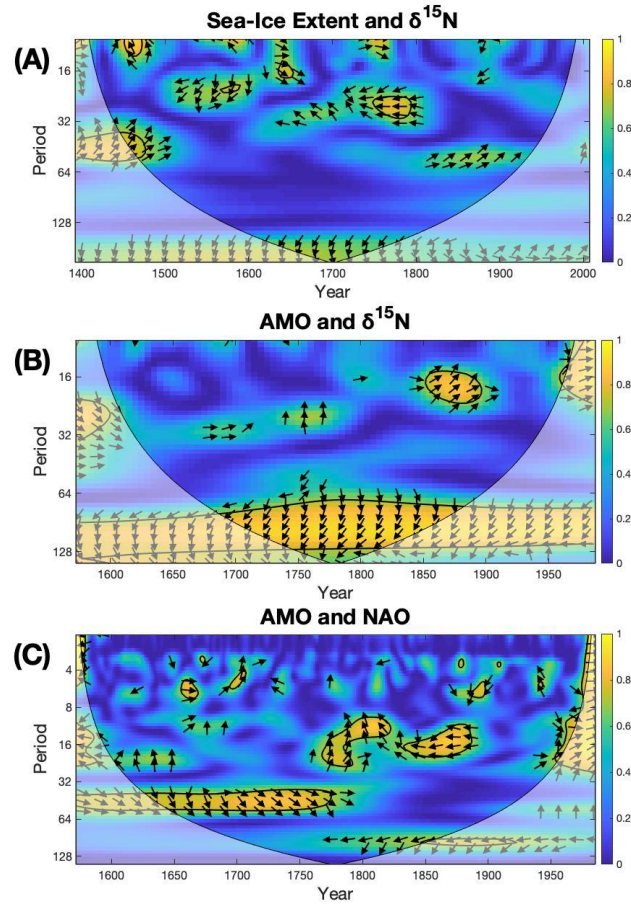 Sea-Ice Extent and δ15N
(A)
Period
16
32
64
128
1400 1500 1600 1700 1800 1900 2000
Year
1
0.8
0.6
0.4
0.2
0
AMO and δ15N
(B)
Period
16
32
64
128
1600 1650 1700 1750 1800 1850 1900 1950
Year
1
0.8
0.6
0.4
0.2
0
AMO and NAO
(C)
Period
4
8
16
32
64
128
1600 1650 1700 1750 1800 1850 1900 1950
Year
1
0.8
0.6
0.4
0.2
0